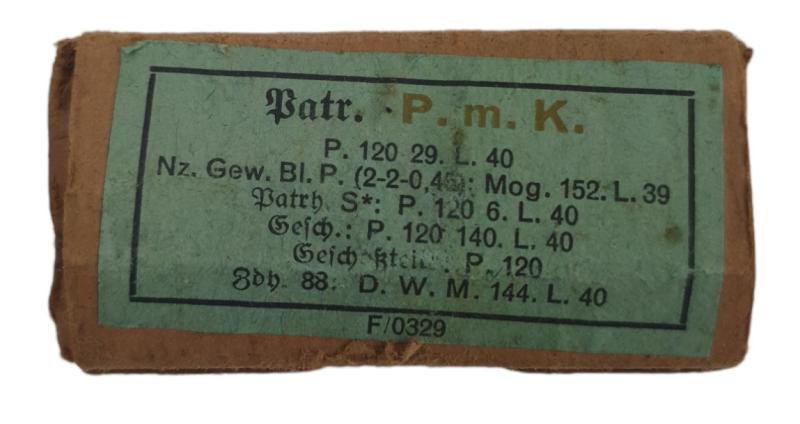 Patr. P. m. K.
P. 120 29. L. 40
Nz. Gew. Bl. P. (2-2-0,45): Mog. 152. L. 39
Patrh. S*: P. 120 6. L. 40
Gesch.: P. 120 140. L. 40
Geschoßteile: P. 120
Zdh. 88: D. W. M. 144. L. 40
F/0329